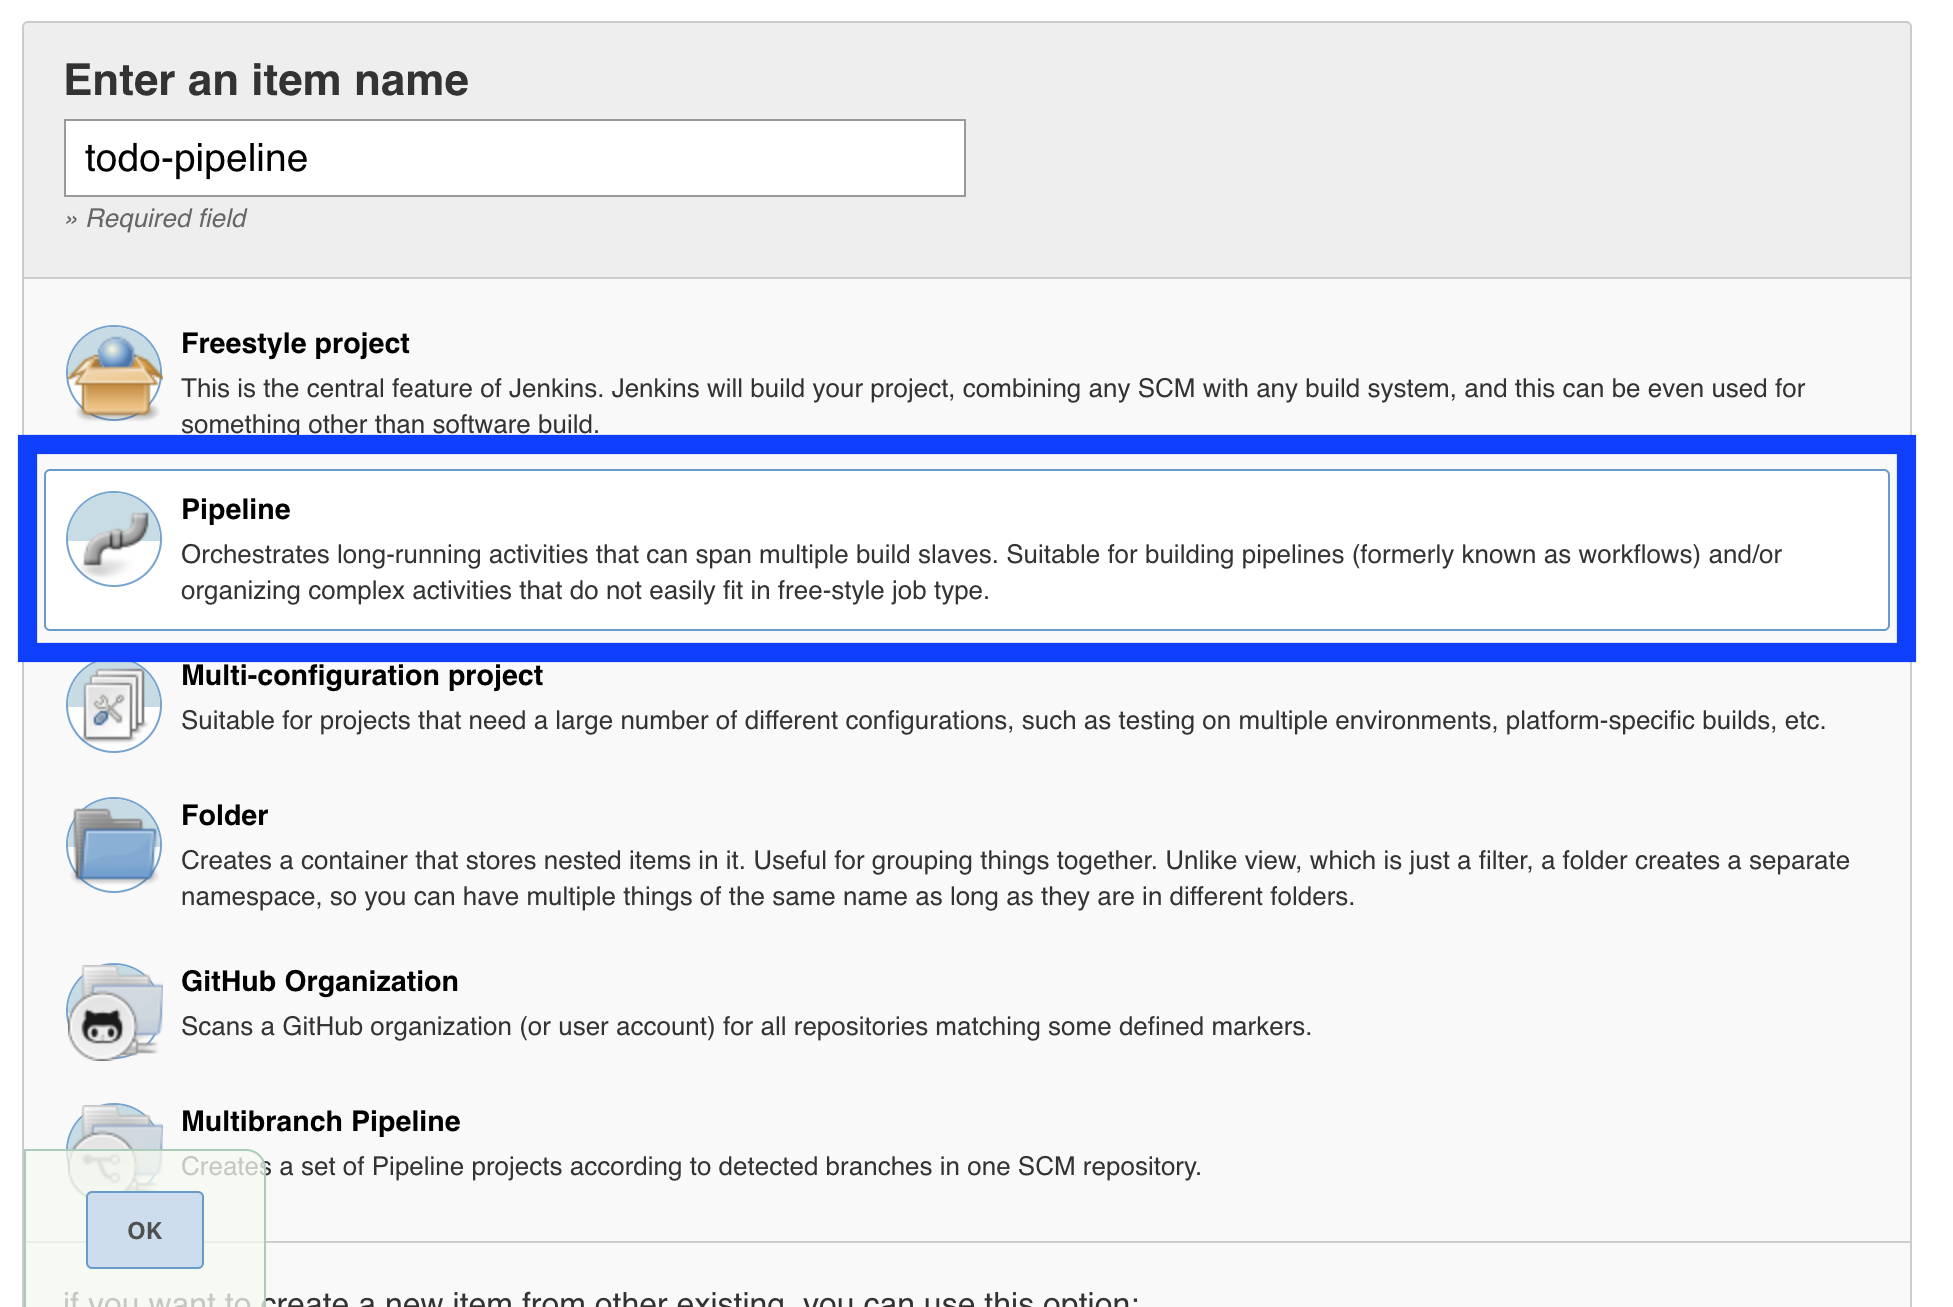 Enter an item name
todo-pipeline
» Required field
Freestyle project
This is the central feature of Jenkins. Jenkins will build your project, combining any SCM with any build system, and this can be even used for
something other than software build.
Pipeline
Orchestrates long-running activities that can span multiple build slaves. Suitable for building pipelines (formerly known as workflows) and/or
organizing complex activities that do not easily fit in free-style job type.
Multi-configuration project
Suitable for projects that need a large number of different configurations, such as testing on multiple environments, platform-specific builds, etc.
Folder
Creates a container that stores nested items in it. Useful for grouping things together. Unlike view, which is just a filter, a folder creates a separate
namespace, so you can have multiple things of the same name as long as they are in different folders.
GitHub Organization
Scans a GitHub organization (or user account) for all repositories matching some defined markers.
Multibranch Pipeline
Creates a set of Pipeline projects according to detected branches in one SCM repository.
OK
if you want to create a new item from other existing, you can use this option: